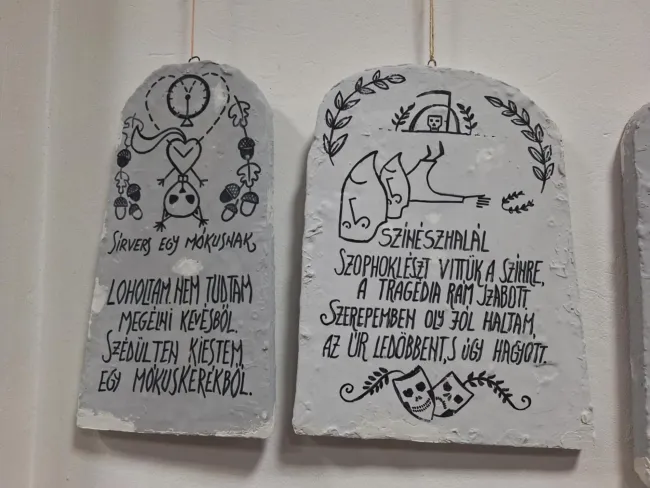 SÍRVERS EGY MÓKUSNAK
LOHOLTAM, NEM TUDTAM
MEGÉLNI KEVÉSBŐL.
SZÉDÜLTEN KIESTEM
EGY MÓKUSKERÉKBŐL.
SZÍNÉSZHALÁL
SZOPHOKLÉSZT VITTÜK A SZÍNRE,
A TRAGÉDIA RÁM SZABOTT.
SZEREPEMBEN OLY JÓL HALTAM,
AZ ÚR LEDÖBBENT, S ÚGY HAGYOTT.